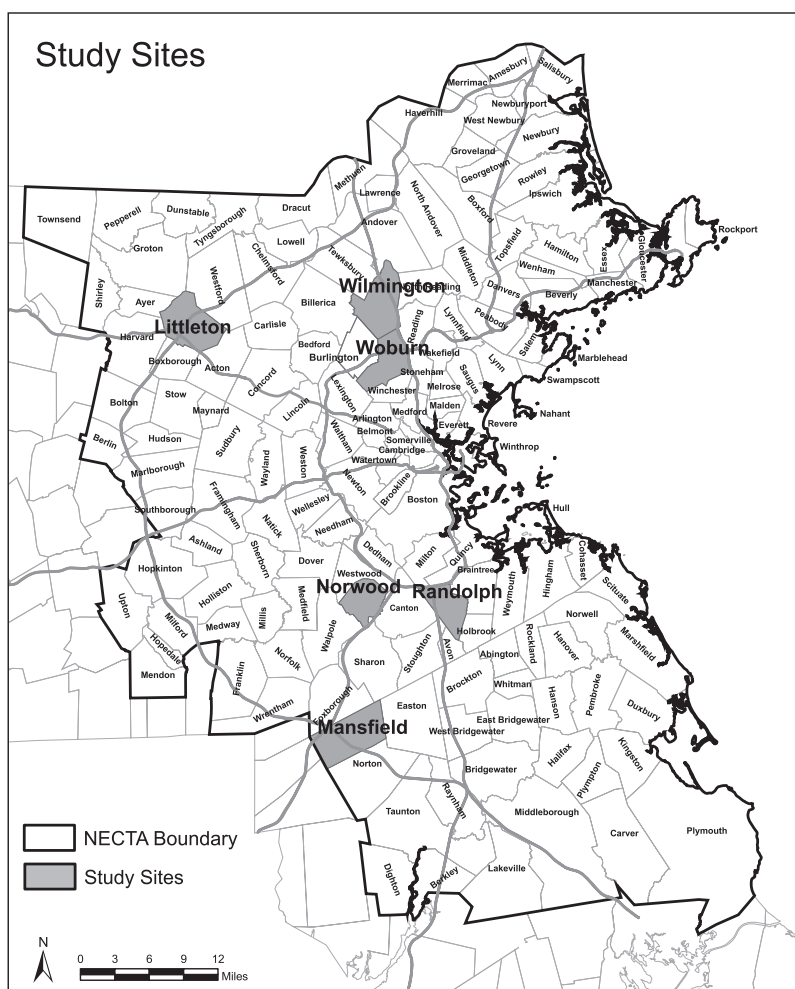 Study Sites
Salisbury
Amesbury
Merrimac
Newburyport
Haverhill
West Newbury
Newbury
Groveland
Georgetown
Rowley
Methuen
Lawrence
North Andover
Ipswich
Boxford
Townsend
Pepperell
Dunstable
Tyngsborough
Dracut
Andover
Rockport
Groton
Lowell
Chelmsford
Topsfield
Hamilton
Essex
Gloucester
Middleton
Wenham
Tewksbury
Shirley
Westford
Wilmington
North Reading
Danvers
Manchester
Beverly
Ayer
Billerica
Littleton
Carlisle
Reading
Lynnfield
Peabody
Salem
Harvard
Bedford
Woburn
Burlington
Wakefield
Marblehead
Boxborough
Acton
Lynn
Stoneham
Saugus
Swampscott
Concord
Lexington
Winchester
Melrose
Stow
Bolton
Maynard
Lincoln
Malden
Medford
Arlington
Nahant
Everett
Revere
Belmont
Waltham
Somerville
Berlin
Hudson
Sudbury
Cambridge
Winthrop
Watertown
Wayland
Weston
Marlborough
Newton
Brookline
Boston
Framingham
Southborough
Wellesley
Hull
Natick
Needham
Ashland
Sherborn
Dedham
Milton
Quincy
Cohasset
Dover
Hopkinton
Westwood
Braintree
Norwood
Randolph
Weymouth
Hingham
Scituate
Holliston
Medfield
Upton
Millis
Canton
Norwell
Milford
Medway
Walpole
Holbrook
Rockland
Hanover
Marshfield
Hopedale
Norfolk
Sharon
Stoughton
Avon
Abington
Mendon
Franklin
Brockton
Whitman
Hanson
Pembroke
Wrentham
Foxborough
Easton
Duxbury
Mansfield
East Bridgewater
West Bridgewater
Norton
Bridgewater
Halifax
Kingston
Plympton
Raynham
Taunton
Middleborough
Carver
Plymouth
NECTA Boundary
Study Sites
Dighton
Berkley
Lakeville
N
0 3 6 9 12
Miles